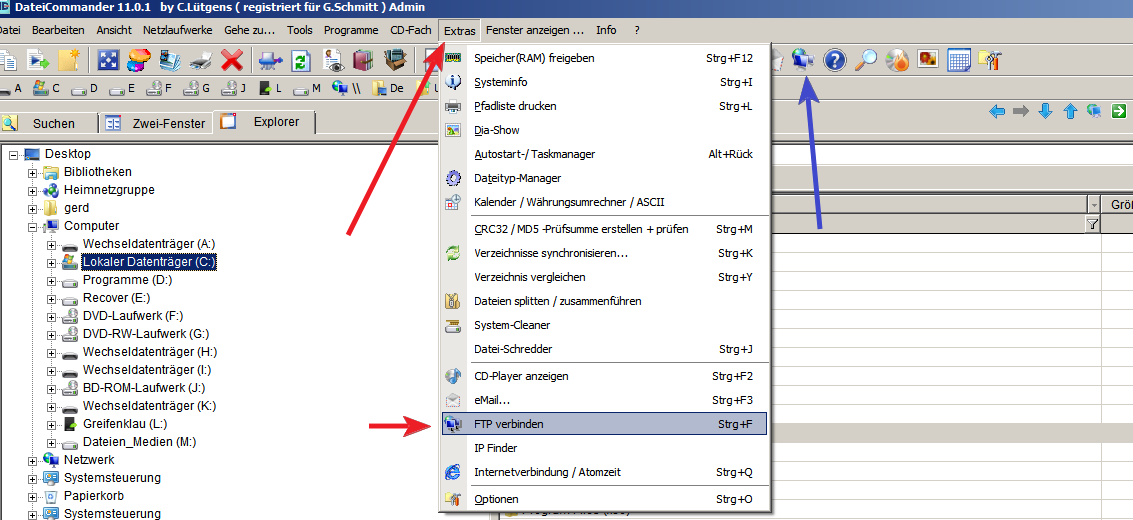 DateiCommander 11.0.1   by C.Lütgens ( registriert für G.Schmitt ) Admin
Datei Bearbeiten Ansicht Netzlaufwerke Gehe zu... Tools Programme CD-Fach Extras Fenster anzeigen ... Info ?
A C D E F G J L M \\ De
Suchen Zwei-Fenster Explorer
Desktop
Bibliotheken
Heimnetzgruppe
gerd
Computer
Wechseldatenträger (A:)
Lokaler Datenträger (C:)
Programme (D:)
Recover (E:)
DVD-Laufwerk (F:)
DVD-RW-Laufwerk (G:)
Wechseldatenträger (H:)
Wechseldatenträger (I:)
BD-ROM-Laufwerk (J:)
Wechseldatenträger (K:)
Greifenklau (L:)
Dateien_Medien (M:)
Netzwerk
Systemsteuerung
Papierkorb
Systemsteuerung
Speicher(RAM) freigeben Strg+F12
Systeminfo Strg+I
Pfadliste drucken Strg+L
Dia-Show
Autostart-/ Taskmanager Alt+Rück
Dateityp-Manager
Kalender / Währungsumrechner / ASCII
CRC32 / MD5 -Prüfsumme erstellen + prüfen Strg+M
Verzeichnisse synchronisieren... Strg+K
Verzeichnis vergleichen Strg+Y
Dateien splitten / zusammenführen
System-Cleaner
Datei-Schredder Strg+J
CD-Player anzeigen Strg+F2
eMail... Strg+F3
FTP verbinden Strg+F
IP Finder
Internetverbindung / Atomzeit Strg+Q
Optionen Strg+O
Grö